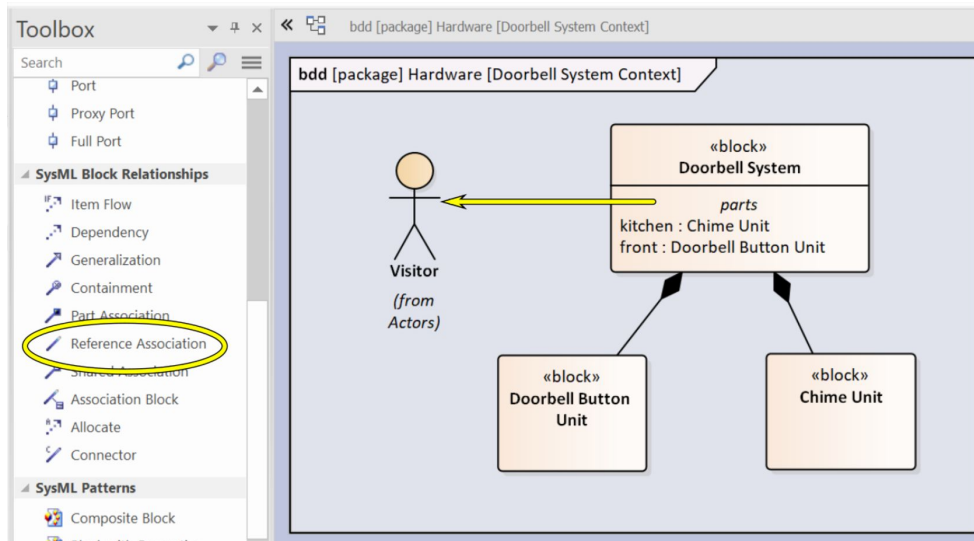 Toolbox
Search
Port
Proxy Port
Full Port
SysML Block Relationships
Item Flow
Dependency
Generalization
Containment
Part Association
Reference Association
Shared Association
Association Block
Allocate
Connector
SysML Patterns
Composite Block
bdd [package] Hardware [Doorbell System Context]
bdd [package] Hardware [Doorbell System Context]
Visitor
(from
Actors)
«block»
Doorbell System
parts
kitchen : Chime Unit
front : Doorbell Button Unit
«block»
Doorbell Button
Unit
«block»
Chime Unit